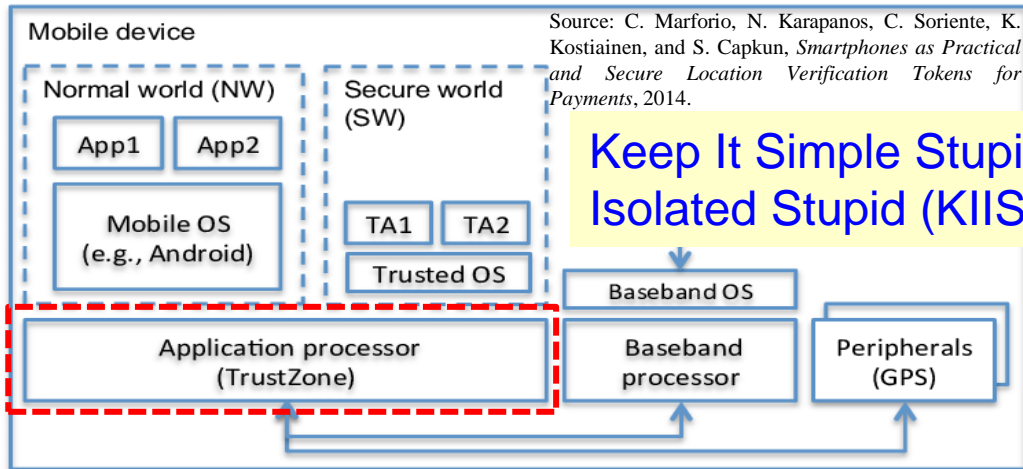 Mobile device
Source: C. Marforio, N. Karapanos, C. Soriente, K.
Kostiainen, and S. Capkun, Smartphones as Practical
and Secure Location Verification Tokens for
Payments, 2014.
Normal world (NW)
App1
App2
Mobile OS
(e.g., Android)
Secure world
(SW)
TA1
TA2
Trusted OS
Keep It Simple Stupi
Isolated Stupid (KIIS
Baseband OS
Application processor
(TrustZone)
Baseband
processor
Peripherals
(GPS)